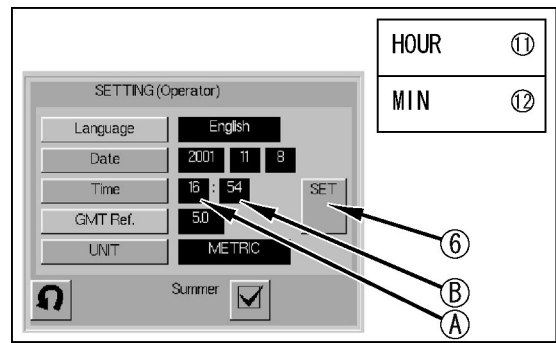 HOUR ⑪
MIN ⑫
SETTING (Operator)
Language English
Date 2001 11 8
Time 16 : 54 SET
GMT Ref. 5.0
UNIT METRIC
Summer
⑥
Ⓑ
Ⓐ